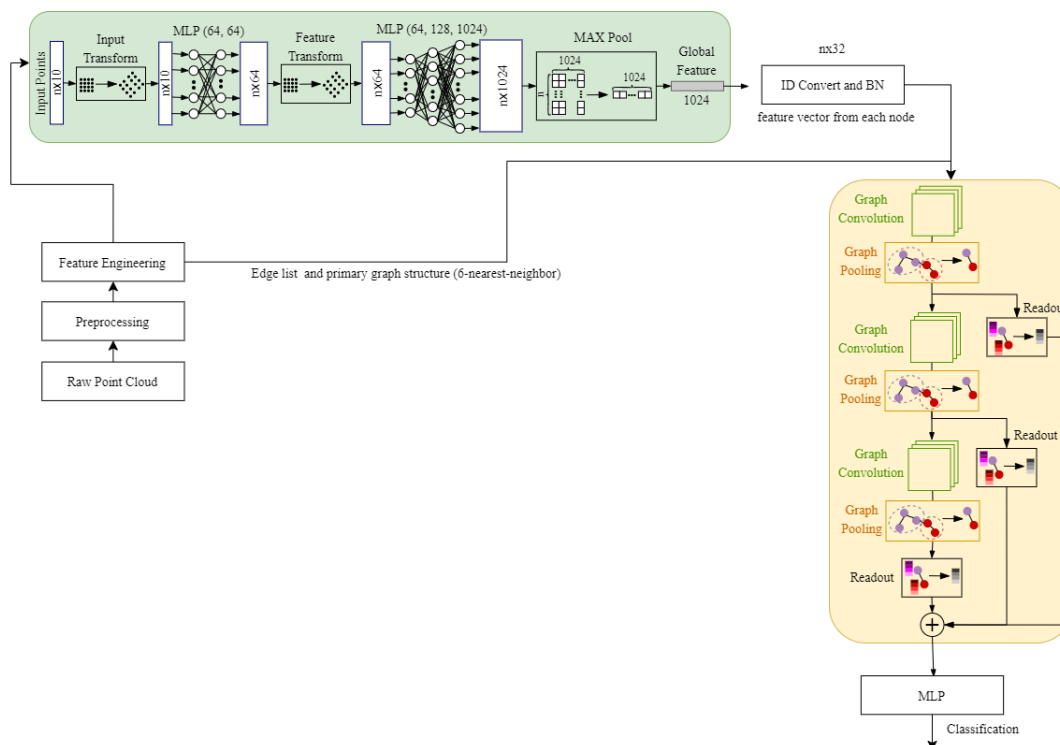 Input Points
nx10
Input
Transform
nx10
MLP (64, 64)
nx64
Feature
Transform
nx64
MLP (64, 128, 1024)
nx1024
MAX Pool
1024
n
1024
Global
Feature
1024
nx32
ID Convert and BN
feature vector from each node
Feature Engineering
Edge list and primary graph structure (6-nearest-neighbor)
Preprocessing
Raw Point Cloud
Graph
Convolution
Graph
Pooling
Readout
Graph
Convolution
Graph
Pooling
Readout
Graph
Convolution
Graph
Pooling
Readout
+
MLP
Classification